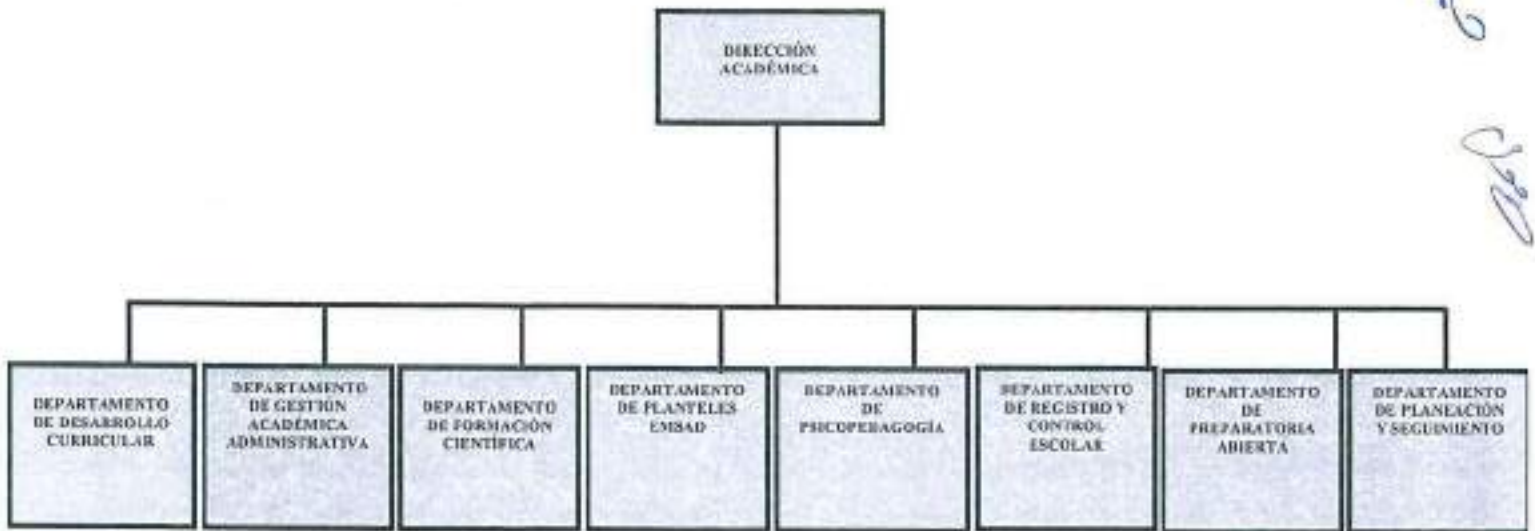 DIRECCIÓN
ACADÉMICA
DEPARTAMENTO
DE DESARROLLO
CURRICULAR
DEPARTAMENTO
DE GESTIÓN
ACADÉMICA
ADMINISTRATIVA
DEPARTAMENTO
DE FORMACIÓN
CIENTÍFICA
DEPARTAMENTO
DE PLANTELES
EMSAD
DEPARTAMENTO
DE
PSICOPEDAGOGÍA
DEPARTAMENTO
DE REGISTRO Y
CONTROL
ESCOLAR
DEPARTAMENTO
DE
PREPARATORIA
ABIERTA
DEPARTAMENTO
DE PLANEACIÓN
Y SEGUIMIENTO